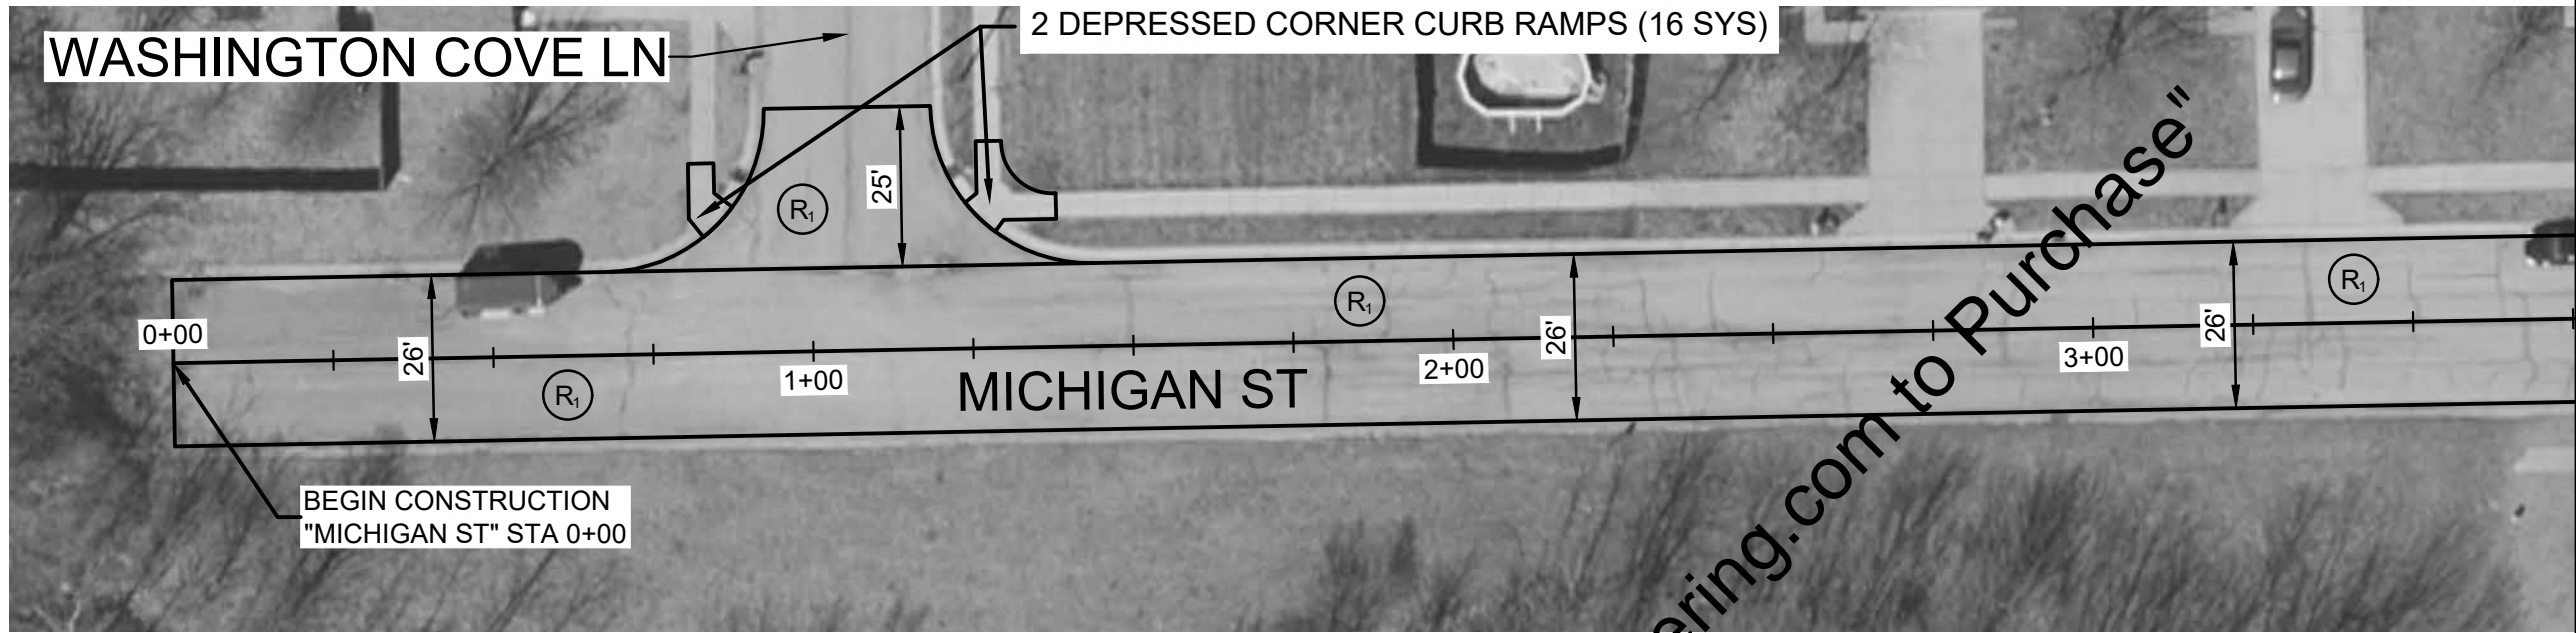 WASHINGTON COVE LN
2 DEPRESSED CORNER CURB RAMPS (16 SYS)
25'
R1
0+00
26'
R1
1+00
MICHIGAN ST
R1
2+00
26'
3+00
26'
R1
BEGIN CONSTRUCTION
"MICHIGAN ST" STA 0+00
ering.com to Purchase"